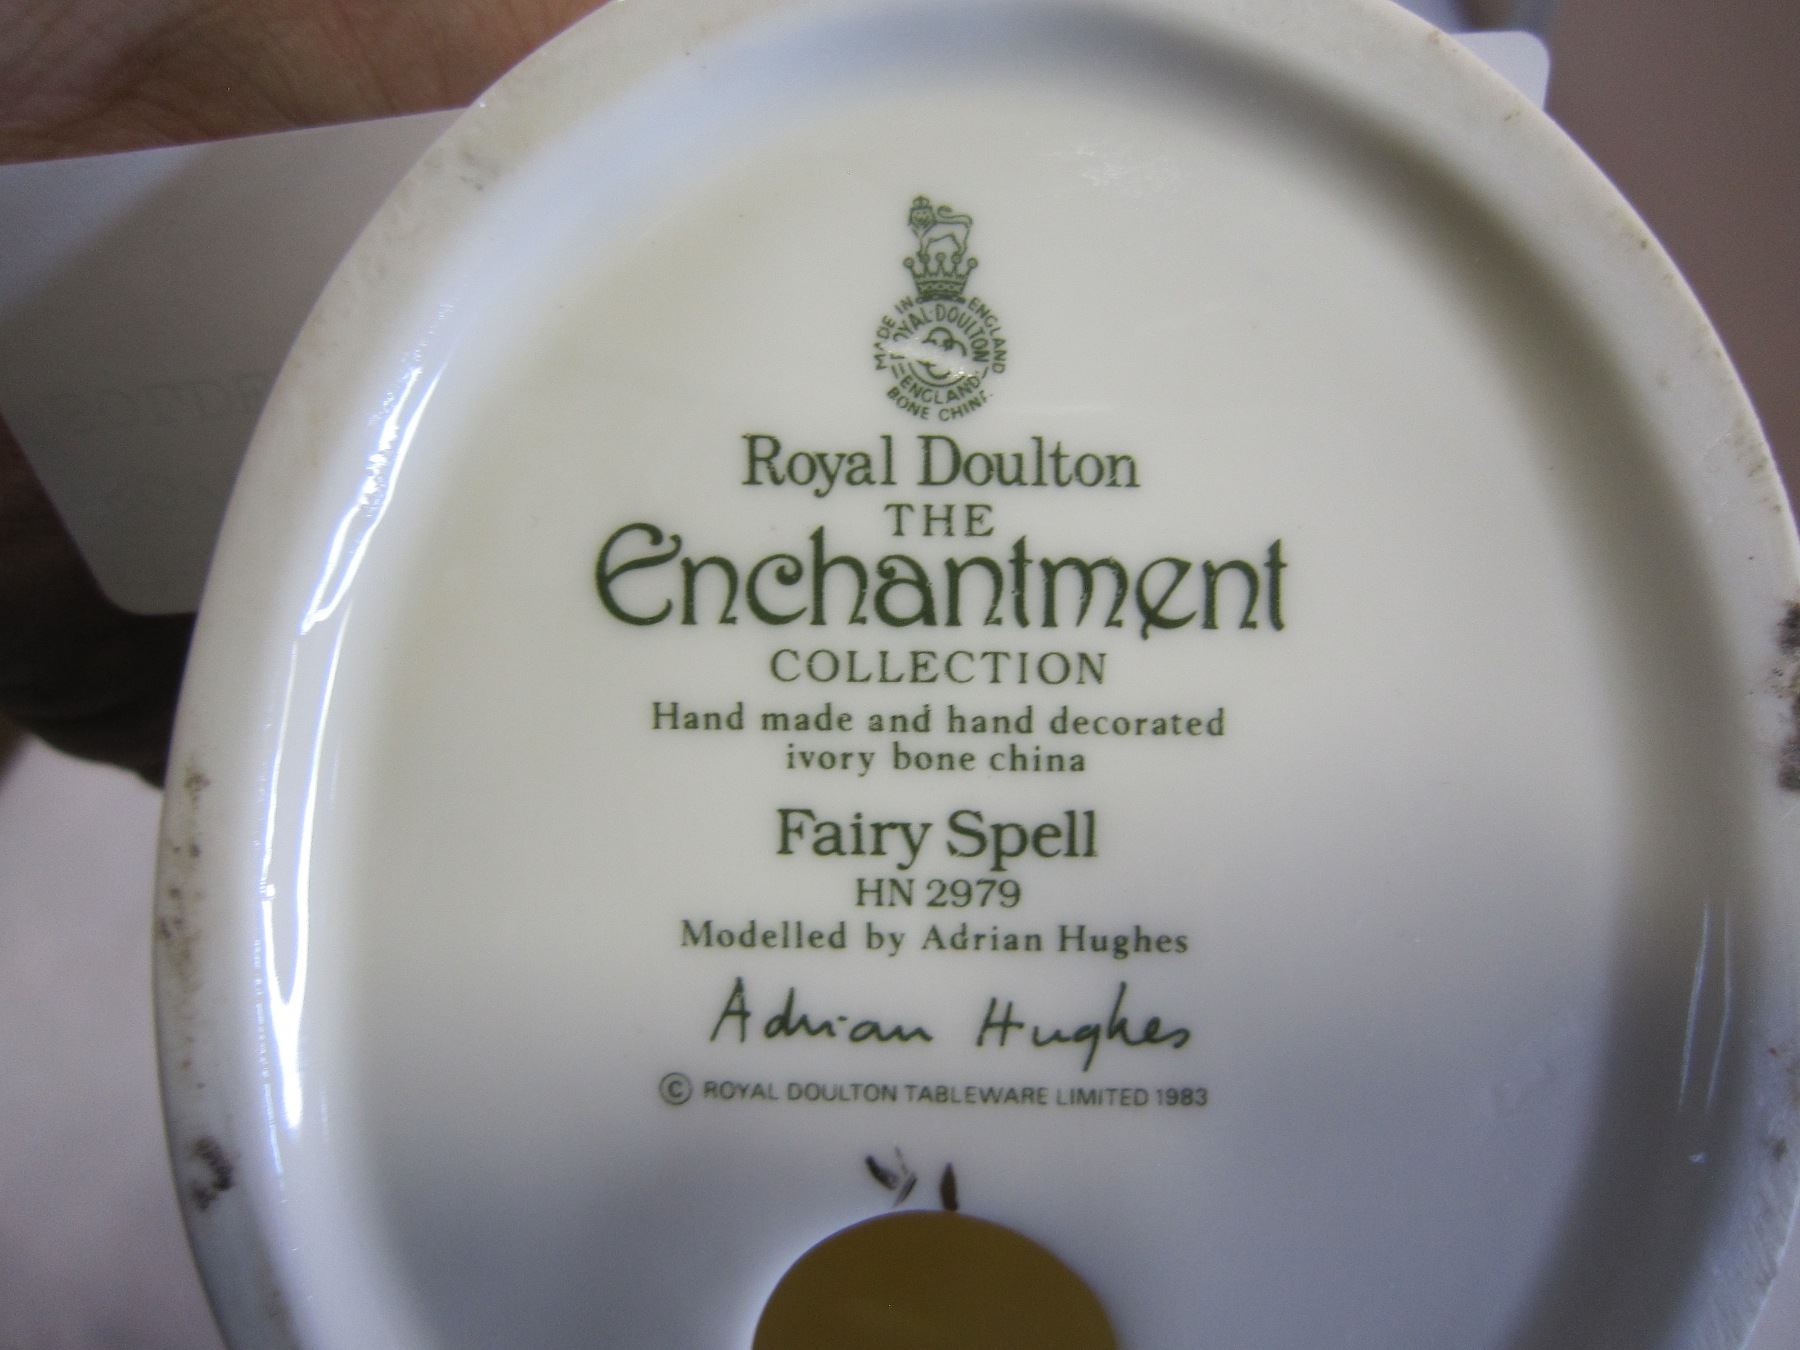 MADE IN ENGLAND
ROYAL·DOULTON
ENGLAND
BONE CHINA
Royal Doulton
THE
Enchantment
COLLECTION
Hand made and hand decorated
ivory bone china
Fairy Spell
HN 2979
Modelled by Adrian Hughes
Adrian Hughes
© ROYAL DOULTON TABLEWARE LIMITED 1983